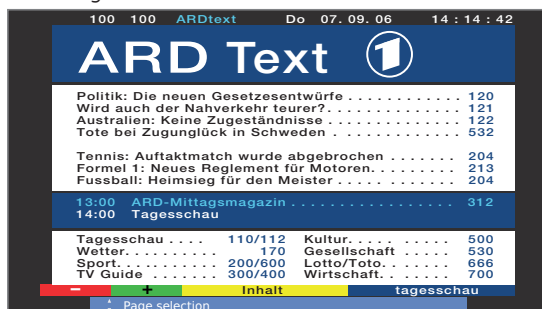 100 100 ARDtext Do 07. 09. 06 14 : 14 : 42
ARD Text 1
Politik: Die neuen Gesetzesentwürfe . . . . . . . . . . . . 120
Wird auch der Nahverkehr teurer?. . . . . . . . . . . . . . 121
Australien: Keine Zugeständnisse . . . . . . . . . . . . . 122
Tote bei Zugunglück in Schweden . . . . . . . . . . . . . 532
Tennis: Auftaktmatch wurde abgebrochen . . . . . . . 204
Formel 1: Neues Reglement für Motoren. . . . . . . . . 213
Fussball: Heimsieg für den Meister . . . . . . . . . . . . 204
13:00 ARD-Mittagsmagazin . . . . . . . . . . . . . . . . . 312
14:00 Tagesschau
Tagesschau . . . . 110/112 Kultur. . . . . . . . . . 500
Wetter. . . . . . . . . . 170 Gesellschaft . . . . . 530
Sport. . . . . . . . . . 200/600 Lotto/Toto. . . . . . . 666
TV Guide . . . . . . . 300/400 Wirtschaft. . . . . . . 700
− + Inhalt tagesschau
Page selection